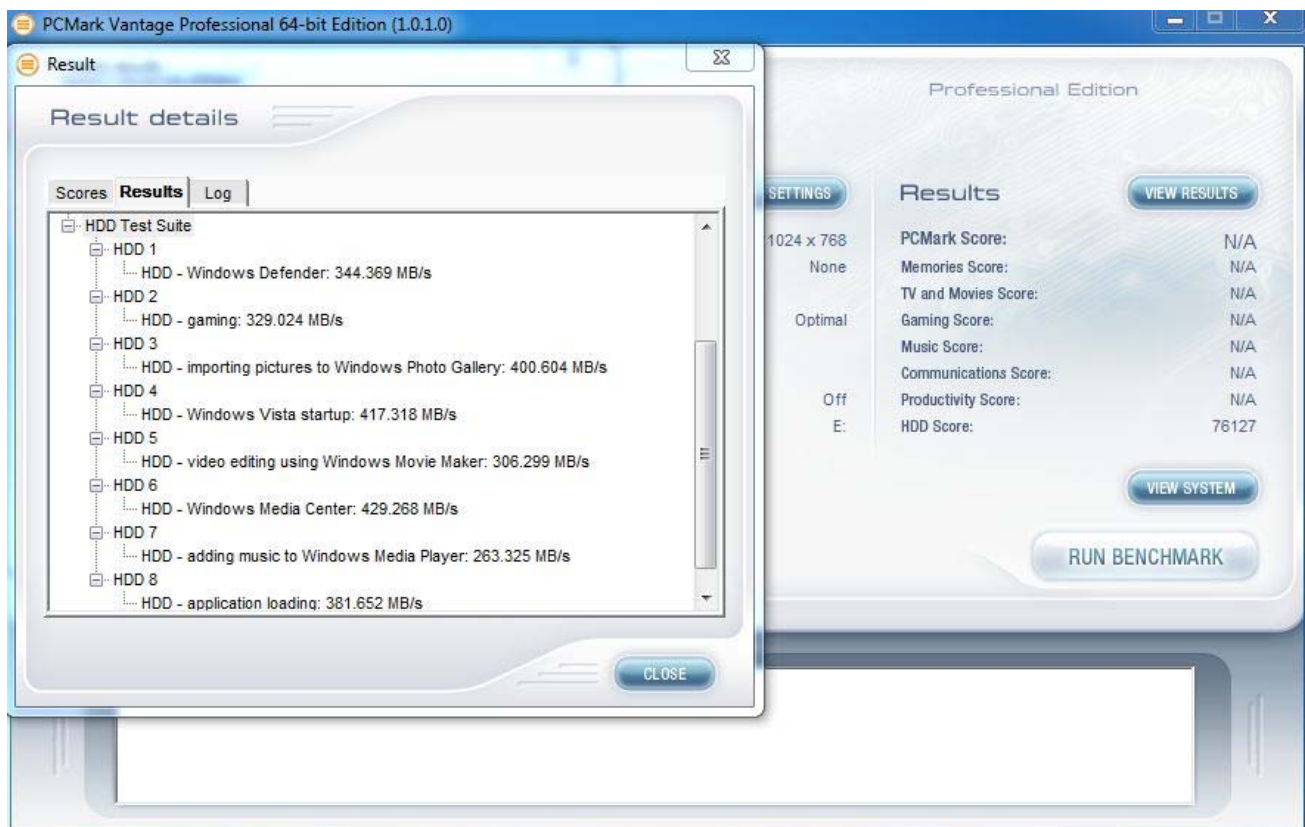 PCMark Vantage Professional 64-bit Edition (1.0.1.0)
Result
Result details
Scores Results Log
HDD Test Suite
HDD 1
HDD - Windows Defender: 344.369 MB/s
HDD 2
HDD - gaming: 329.024 MB/s
HDD 3
HDD - importing pictures to Windows Photo Gallery: 400.604 MB/s
HDD 4
HDD - Windows Vista startup: 417.318 MB/s
HDD 5
HDD - video editing using Windows Movie Maker: 306.299 MB/s
HDD 6
HDD - Windows Media Center: 429.268 MB/s
HDD 7
HDD - adding music to Windows Media Player: 263.325 MB/s
HDD 8
HDD - application loading: 381.652 MB/s
CLOSE
Professional Edition
SETTINGS
1024 x 768
None
Optimal
Off
E:
Results VIEW RESULTS
PCMark Score: N/A
Memories Score: N/A
TV and Movies Score: N/A
Gaming Score: N/A
Music Score: N/A
Communications Score: N/A
Productivity Score: N/A
HDD Score: 76127
VIEW SYSTEM
RUN BENCHMARK